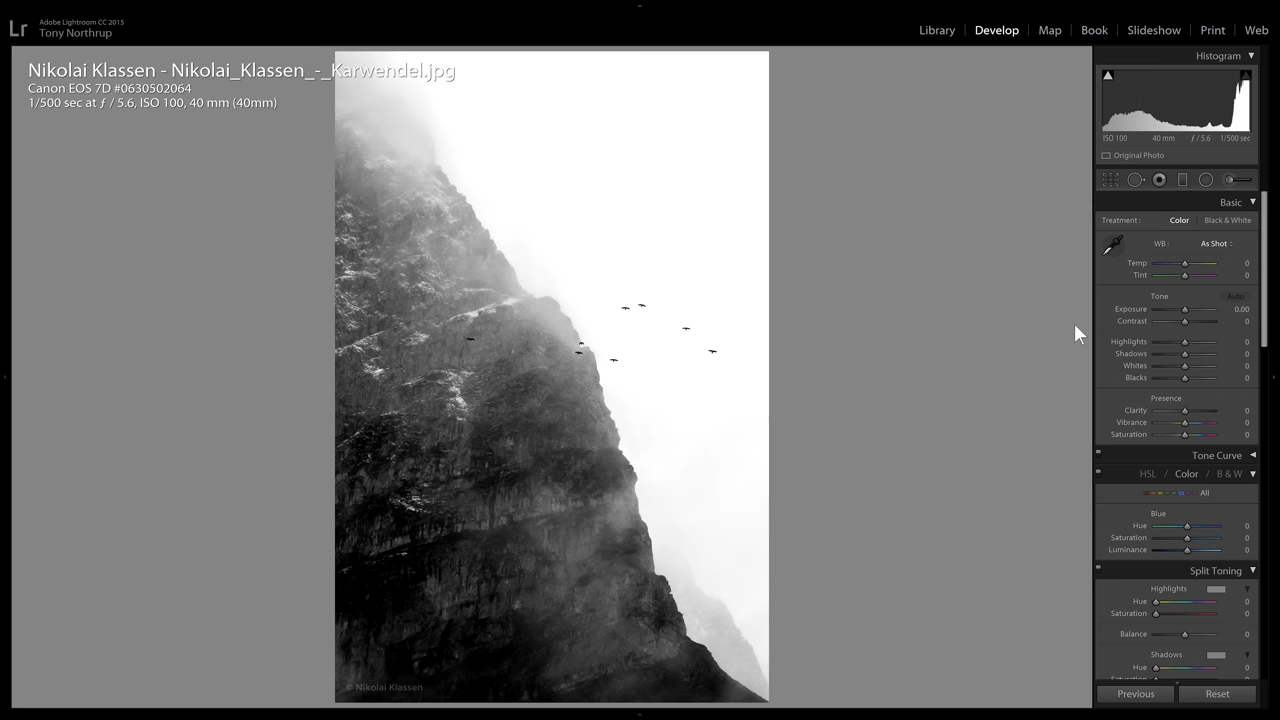 Lr
Adobe Lightroom CC 2015
Tony Northrup
Library | Develop | Map | Book | Slideshow | Print | Web
Nikolai Klassen - Nikolai_Klassen_-_Karwendel.jpg
Canon EOS 7D #0630502064
1/500 sec at ƒ / 5.6, ISO 100, 40 mm (40mm)
© Nikolai Klassen
Histogram
ISO 100 40 mm ƒ / 5.6 1/500 sec
Original Photo
Basic
Treatment : Color | Black & White
WB : As Shot
Temp 0
Tint 0
Tone Auto
Exposure 0.00
Contrast 0
Highlights 0
Shadows 0
Whites 0
Blacks 0
Presence
Clarity 0
Vibrance 0
Saturation 0
Tone Curve
HSL / Color / B & W
All
Blue
Hue 0
Saturation 0
Luminance 0
Split Toning
Highlights
Hue 0
Saturation 0
Balance 0
Shadows
Hue 0
Previous Reset